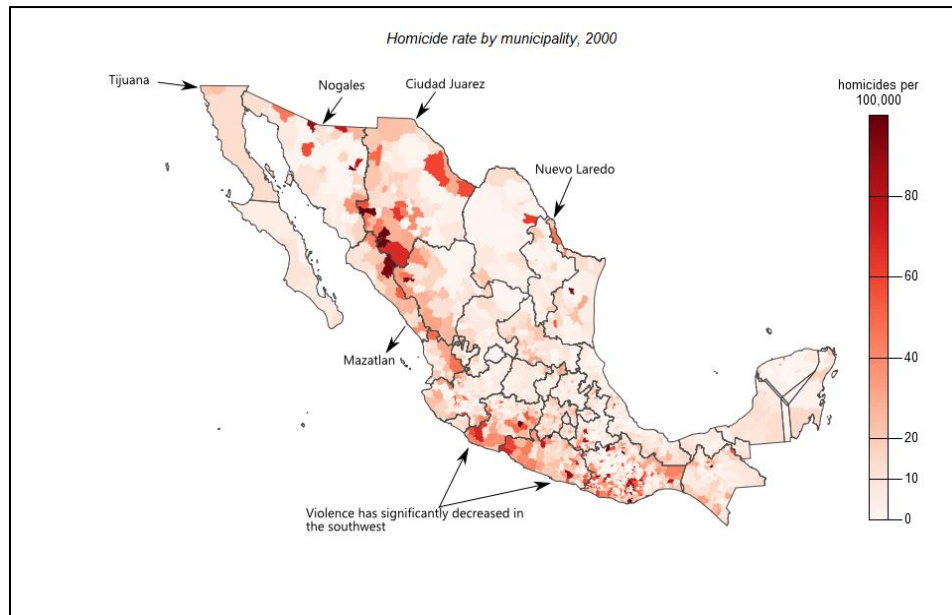 Homicide rate by municipality, 2000
Tijuana
Nogales
Ciudad Juarez
homicides per
100,000
Nuevo Laredo
80
60
40
20
10
0
Mazatlan
Violence has significantly decreased in
the southwest